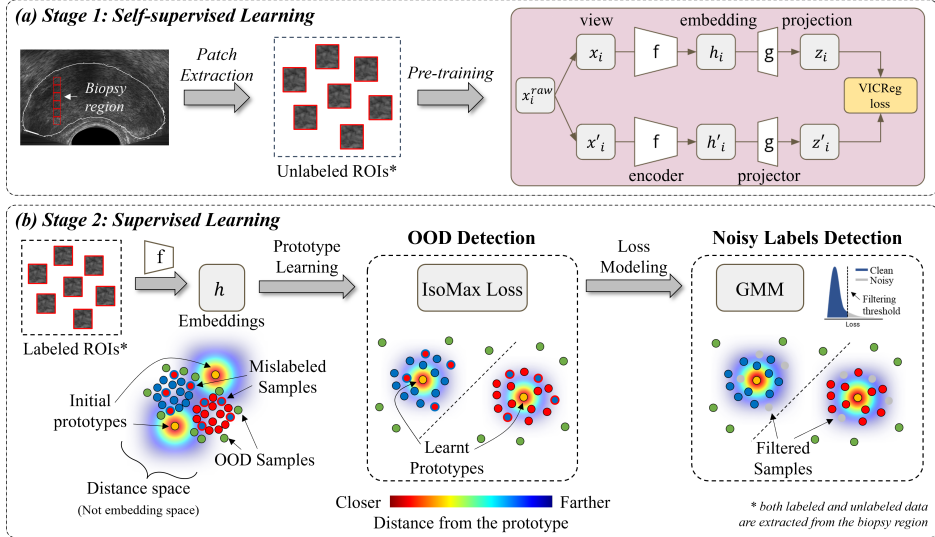 (a) Stage 1: Self-supervised Learning
Patch
Extraction
Biopsy
region
Unlabeled ROIs*
Pre-training
view
embedding
projection
x_i^raw
x_i
f
h_i
g
z_i
VICReg
loss
x'_i
f
h'_i
g
z'_i
encoder
projector
(b) Stage 2: Supervised Learning
Labeled ROIs*
f
h
Embeddings
Prototype
Learning
OOD Detection
IsoMax Loss
Loss
Modeling
Noisy Labels Detection
GMM
Clean
Noisy
Filtering
threshold
Loss
Mislabeled
Samples
Initial
prototypes
OOD Samples
Distance space
(Not embedding space)
Learnt
Prototypes
Filtered
Samples
Closer
Farther
Distance from the prototype
* both labeled and unlabeled data
are extracted from the biopsy region